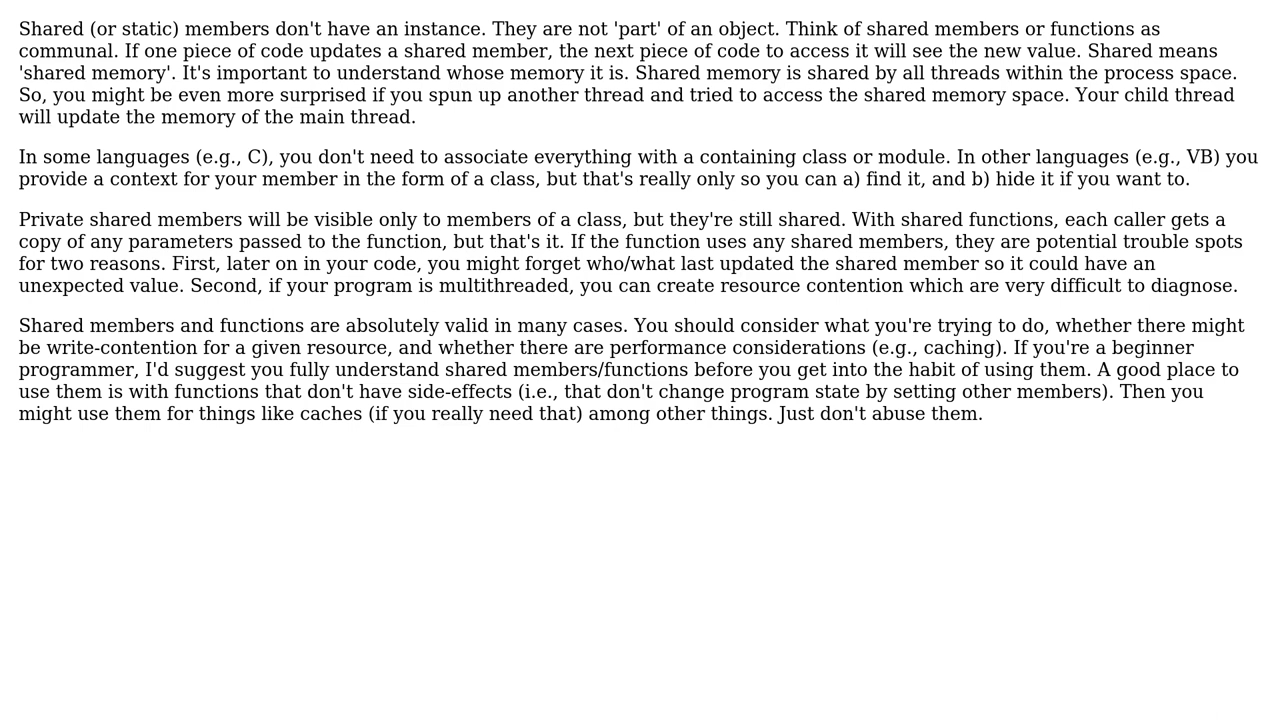 Shared (or static) members don't have an instance. They are not 'part' of an object. Think of shared members or functions as
communal. If one piece of code updates a shared member, the next piece of code to access it will see the new value. Shared means
'shared memory'. It's important to understand whose memory it is. Shared memory is shared by all threads within the process space.
So, you might be even more surprised if you spun up another thread and tried to access the shared memory space. Your child thread
will update the memory of the main thread.
In some languages (e.g., C), you don't need to associate everything with a containing class or module. In other languages (e.g., VB) you
provide a context for your member in the form of a class, but that's really only so you can a) find it, and b) hide it if you want to.
Private shared members will be visible only to members of a class, but they're still shared. With shared functions, each caller gets a
copy of any parameters passed to the function, but that's it. If the function uses any shared members, they are potential trouble spots
for two reasons. First, later on in your code, you might forget who/what last updated the shared member so it could have an
unexpected value. Second, if your program is multithreaded, you can create resource contention which are very difficult to diagnose.
Shared members and functions are absolutely valid in many cases. You should consider what you're trying to do, whether there might
be write-contention for a given resource, and whether there are performance considerations (e.g., caching). If you're a beginner
programmer, I'd suggest you fully understand shared members/functions before you get into the habit of using them. A good place to
use them is with functions that don't have side-effects (i.e., that don't change program state by setting other members). Then you
might use them for things like caches (if you really need that) among other things. Just don't abuse them.